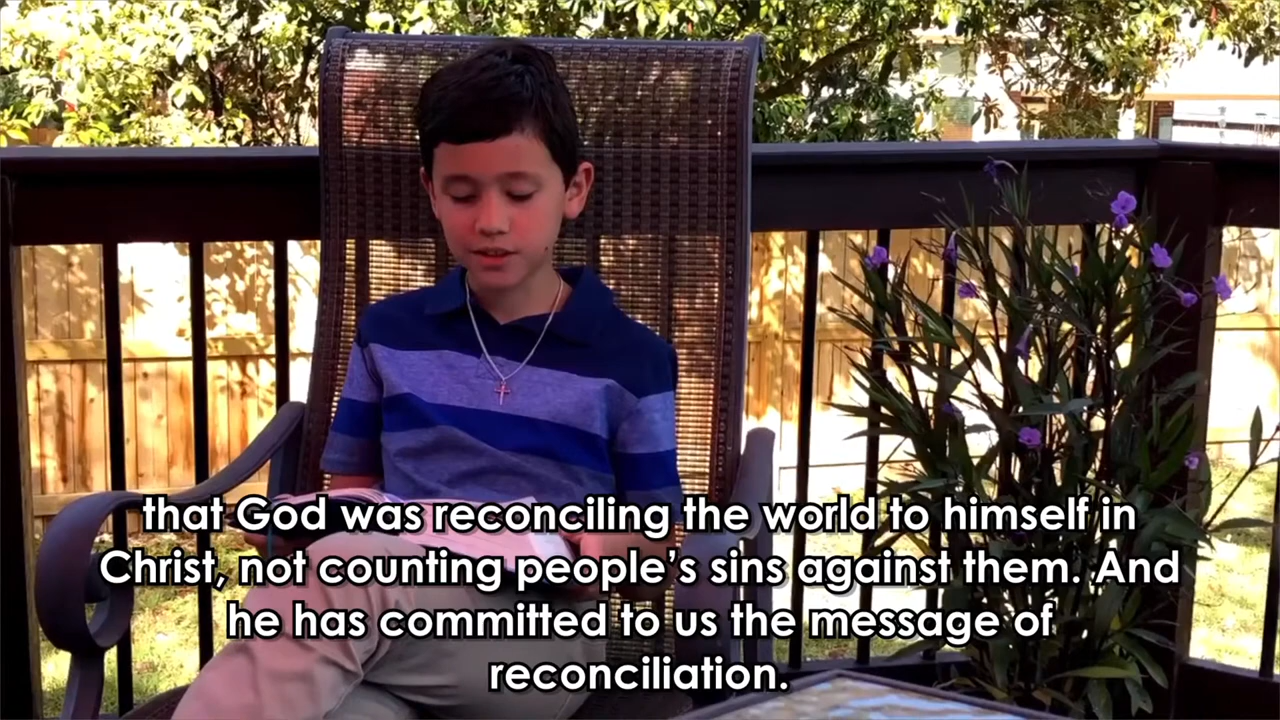 that God was reconciling the world to himself in
Christ, not counting people’s sins against them. And
he has committed to us the message of
reconciliation.